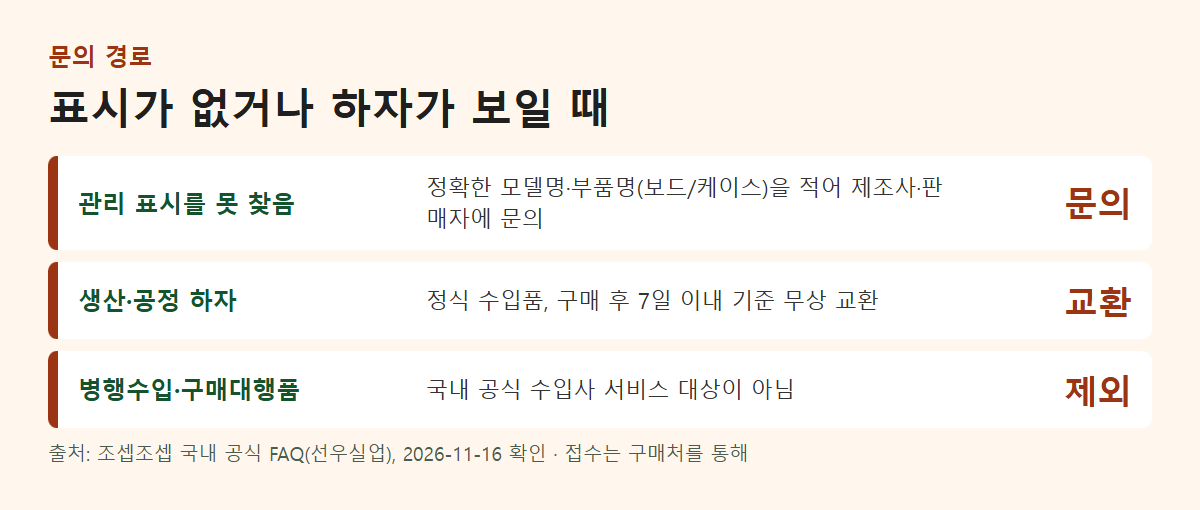 문의 경로
표시가 없거나 하자가 보일 때
관리 표시를 못 찾음
정확한 모델명·부품명(보드/케이스)을 적어 제조사·판
매자에 문의
문의
생산·공정 하자
정식 수입품, 구매 후 7일 이내 기준 무상 교환
교환
병행수입·구매대행품
국내 공식 수입사 서비스 대상이 아님
제외
출처: 조셉조셉 국내 공식 FAQ(선우실업), 2026-11-16 확인 · 접수는 구매처를 통해